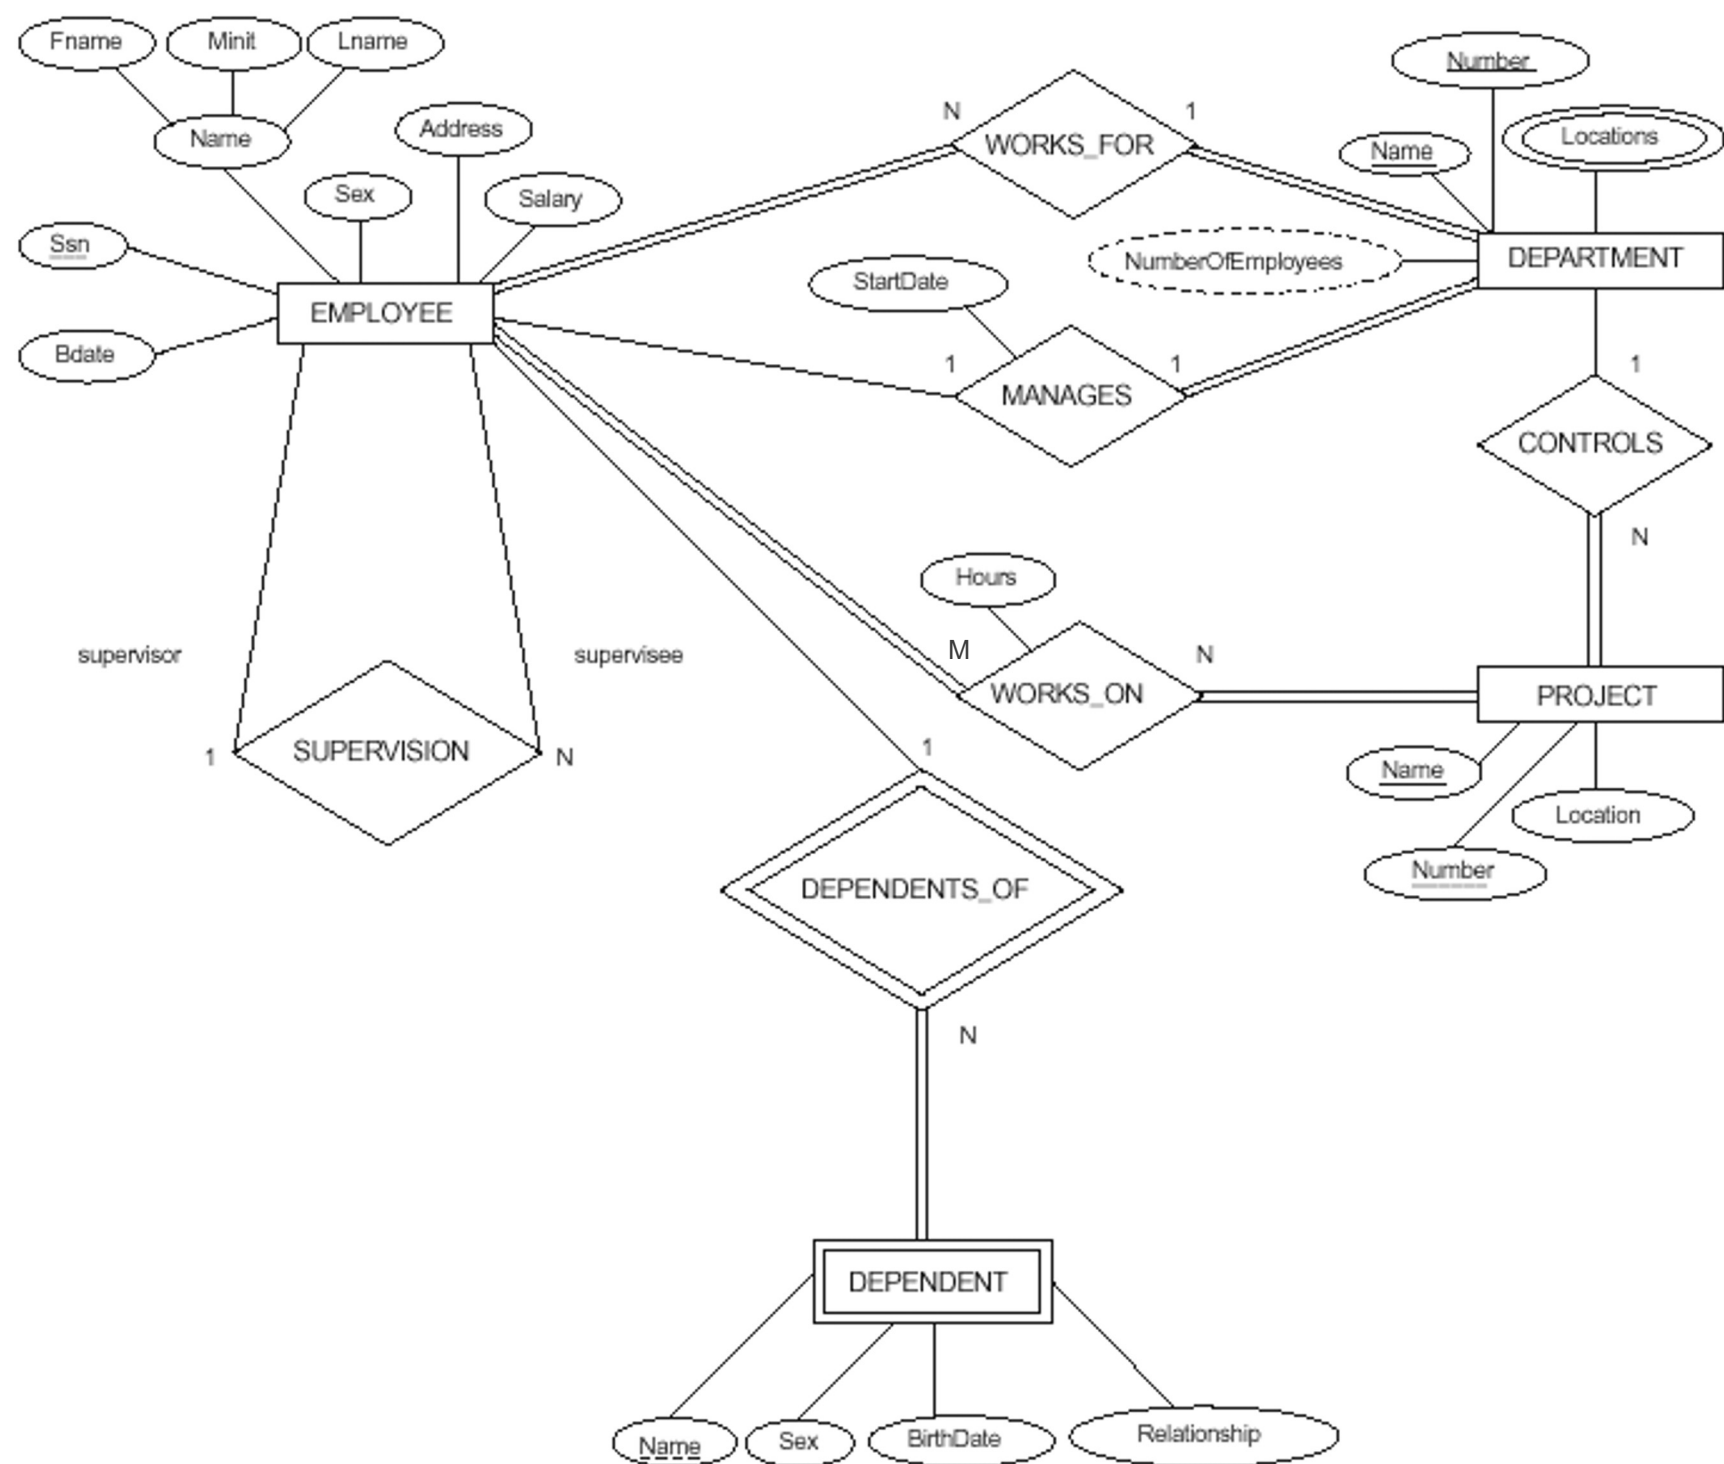 Fname
Minit
Lname
Name
Address
Sex
Salary
Ssn
Bdate
EMPLOYEE
N
WORKS_FOR
1
Number
Locations
Name
NumberOfEmployees
DEPARTMENT
StartDate
1
MANAGES
1
1
CONTROLS
N
supervisor
supervisee
1
SUPERVISION
N
Hours
M
WORKS_ON
N
PROJECT
Name
Location
Number
1
DEPENDENTS_OF
N
DEPENDENT
Name
Sex
BirthDate
Relationship